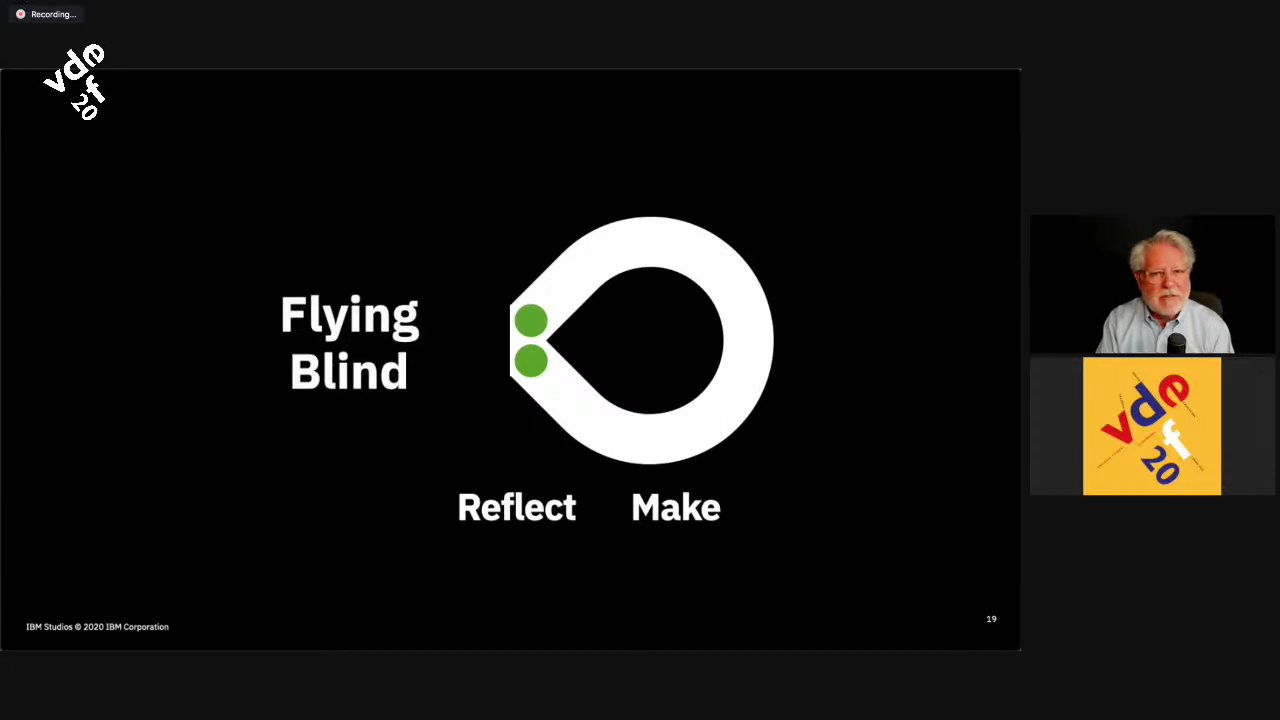 Recording...
vdef
20
Flying
Blind
Reflect Make
IBM Studios © 2020 IBM Corporation
19
vdef
20